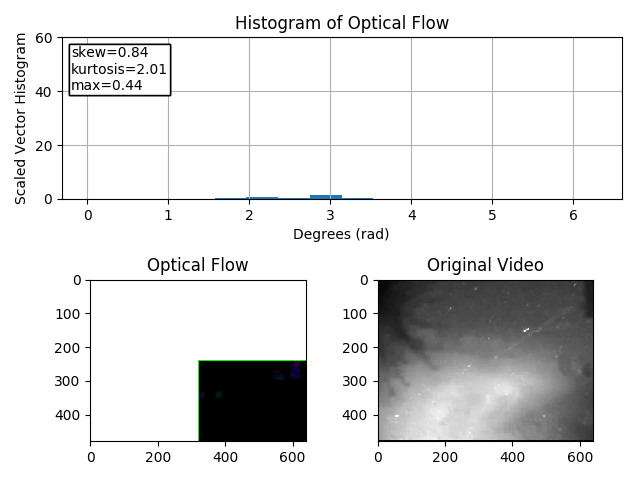 Histogram of Optical Flow
Scaled Vector Histogram
60
40
20
0
skew=0.84
kurtosis=2.01
max=0.44
0 1 2 3 4 5 6
Degrees (rad)
Optical Flow
0
100
200
300
400
0 200 400 600
Original Video
0
100
200
300
400
0 200 400 600